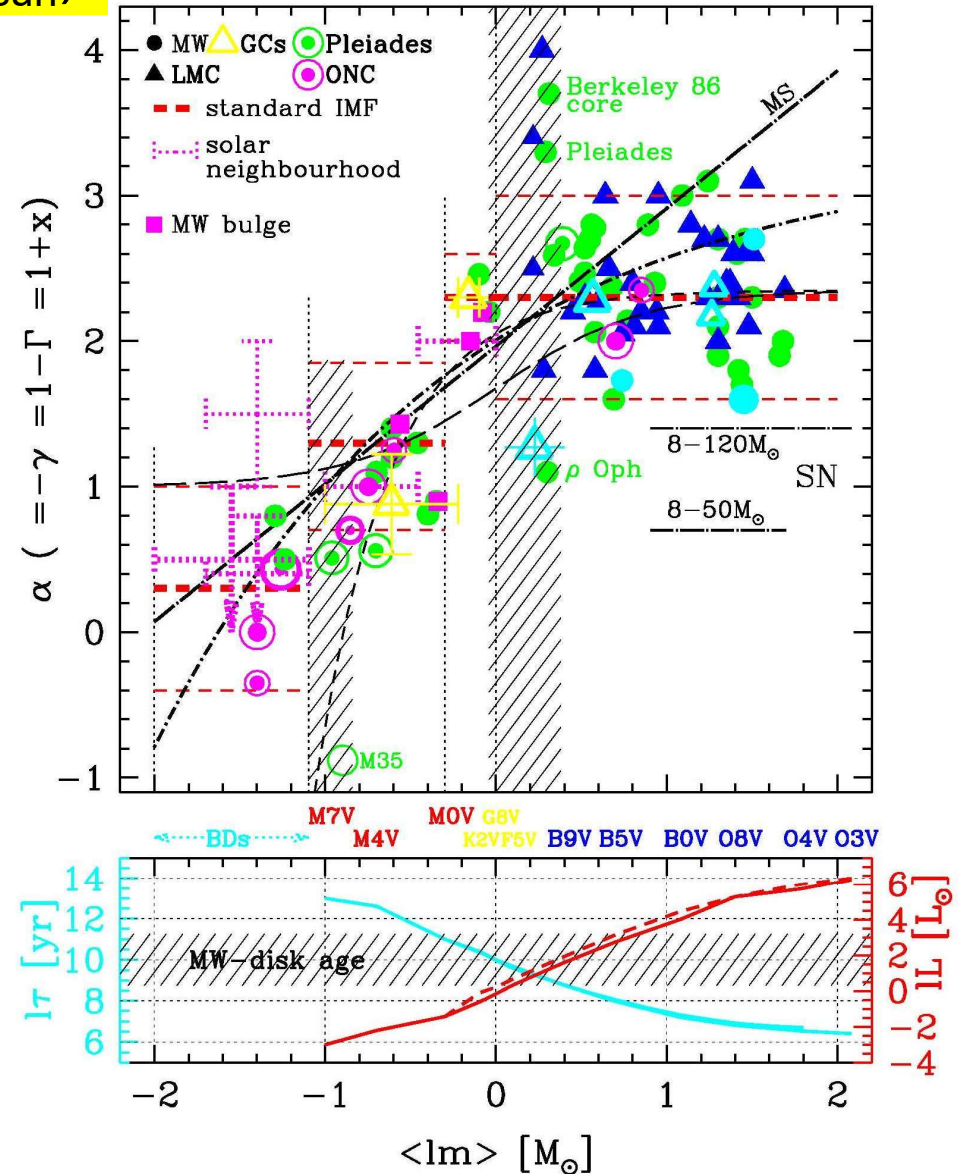 sun>
MW GCs Pleiades
LMC ONC
standard IMF
solar
neighbourhood
MW bulge
Berkeley 86
core
Pleiades
MS
ρ Oph
8-120M⊙
SN
8-50M⊙
M35
4
3
2
1
0
-1
α ( =-γ =1-Γ =1+x)
M7V M0V G8V
BDs M4V K2V F5V B9V B5V B0V O8V O4V O3V
14
12
10
8
6
lτ [yr]
MW-disk age
6
4
2
0
-2
-4
lL [L⊙]
-2 -1 0 1 2
<lm> [M⊙]